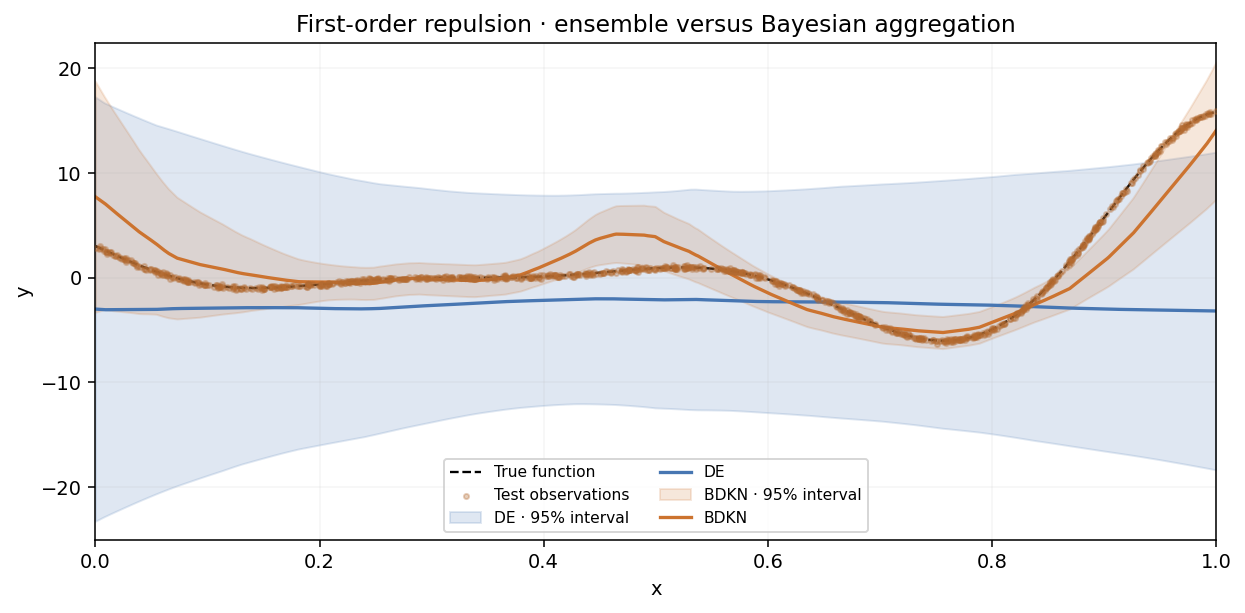 First-order repulsion · ensemble versus Bayesian aggregation
20
10
0
−10
−20
y
True function
Test observations
DE · 95% interval
DE
BDKN · 95% interval
BDKN
0.0 0.2 0.4 0.6 0.8 1.0
x